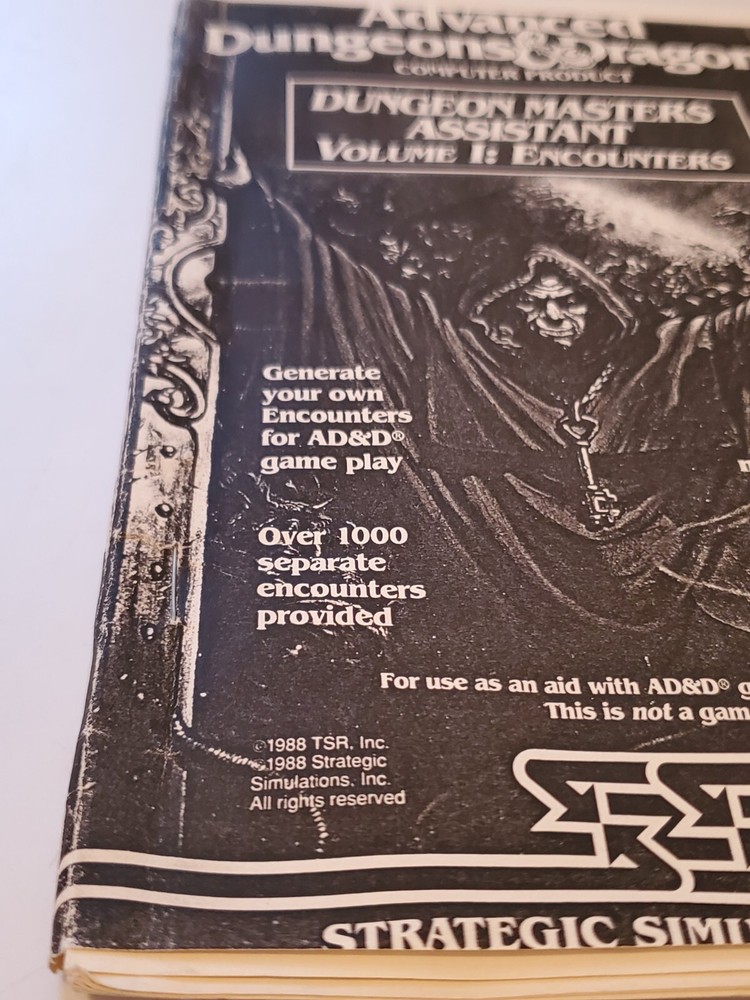 Advanced
Dungeons & Dragon
COMPUTER PRODUCT
DUNGEON MASTERS
ASSISTANT
VOLUME I: ENCOUNTERS
Generate
your own
Encounters
for AD&D®
game play
Over 1000
separate
encounters
provided
For use as an aid with AD&D® g
This is not a gam
©1988 TSR, Inc.
©1988 Strategic
Simulations, Inc.
All rights reserved
SS
STRATEGIC SIMU